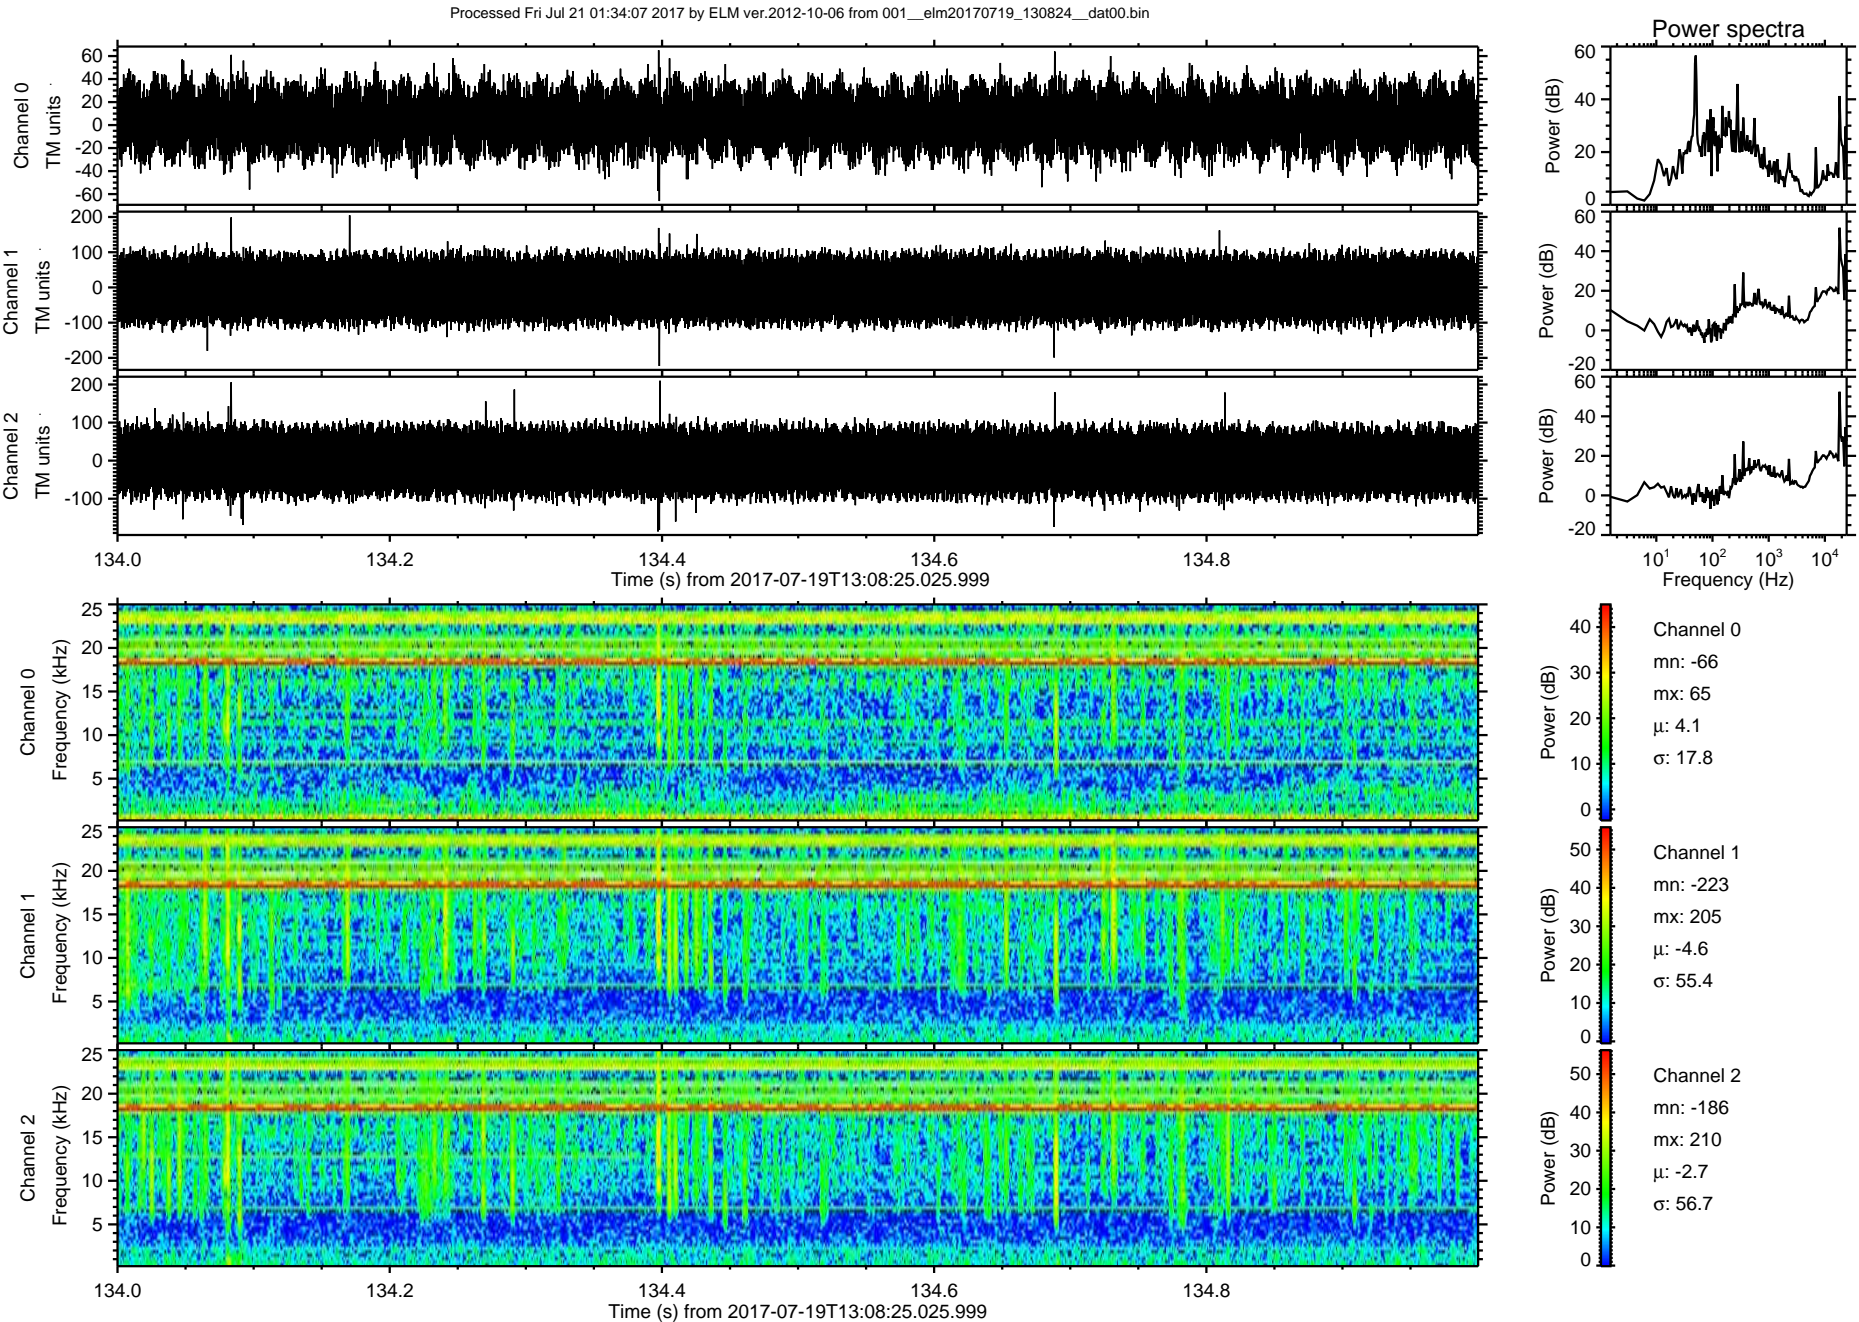 Processed Fri Jul 21 01:34:07 2017 by ELM ver.2012-10-06 from 001__elm20170719_130824__dat00.bin
Power spectra
Channel 0
TM units
60
40
20
0
-20
-40
-60
Power (dB)
60
40
20
0
Channel 1
TM units
200
100
0
-100
-200
Power (dB)
60
40
20
0
-20
Channel 2
TM units
200
100
0
-100
Power (dB)
60
40
20
0
-20
134.0
134.2
134.4
134.6
134.8
Time (s) from 2017-07-19T13:08:25.025.999
10^1
10^2
10^3
10^4
Frequency (Hz)
Channel 0
Frequency (kHz)
25
20
15
10
5
Power (dB)
40
30
20
10
0
Channel 0
mn: -66
mx: 65
μ: 4.1
σ: 17.8
Channel 1
Frequency (kHz)
25
20
15
10
5
Power (dB)
50
40
30
20
10
0
Channel 1
mn: -223
mx: 205
μ: -4.6
σ: 55.4
Channel 2
Frequency (kHz)
25
20
15
10
5
Power (dB)
50
40
30
20
10
0
Channel 2
mn: -186
mx: 210
μ: -2.7
σ: 56.7
134.0
134.2
134.4
134.6
134.8
Time (s) from 2017-07-19T13:08:25.025.999